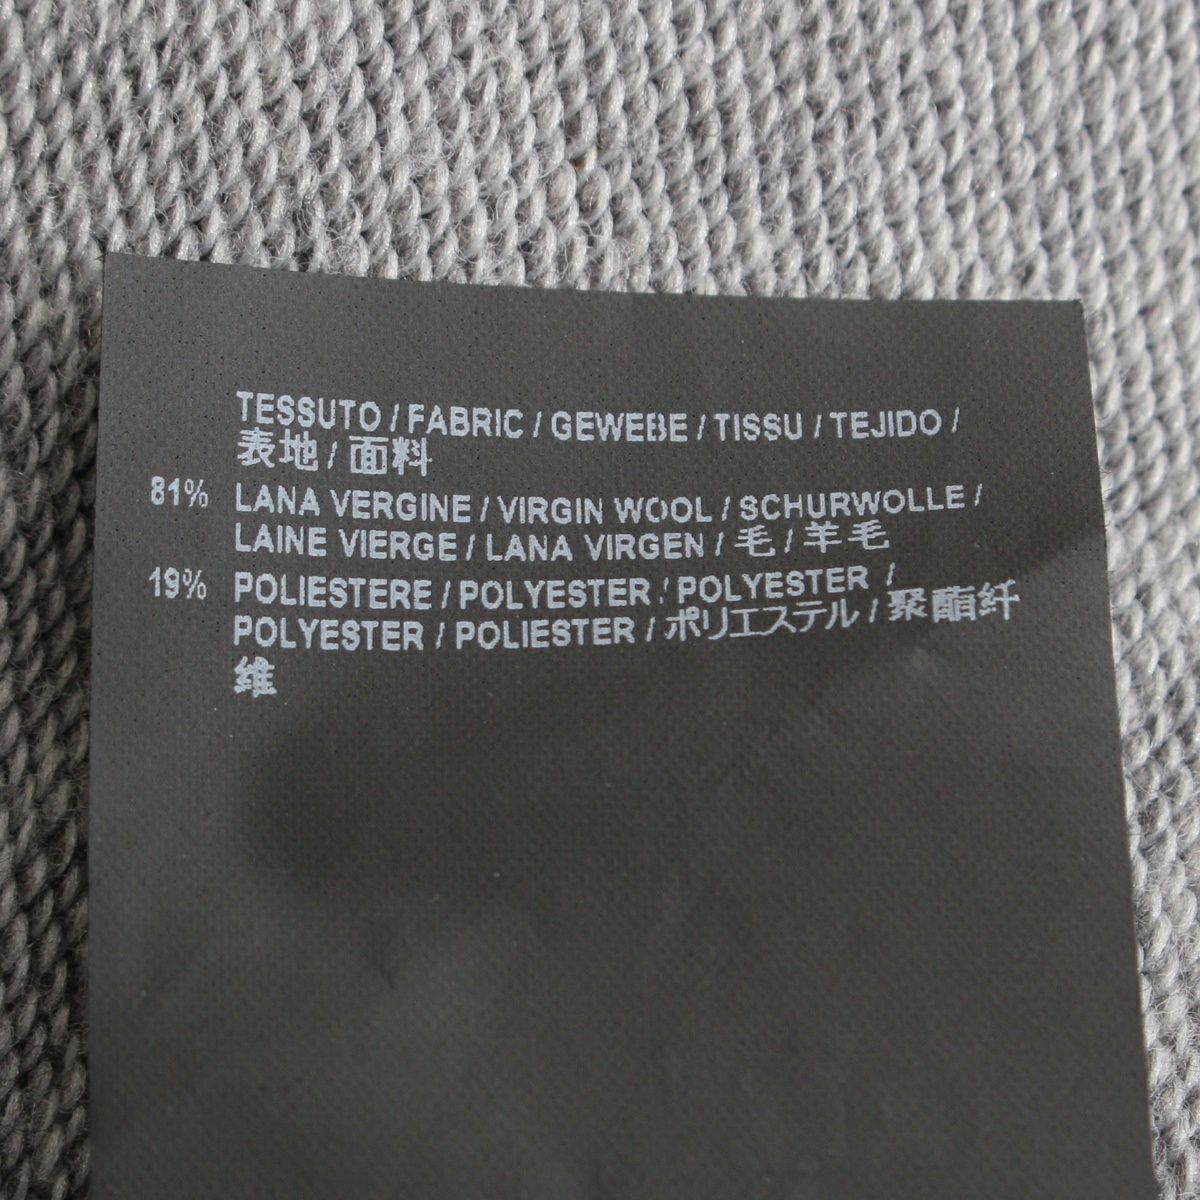 TESSUTO / FABRIC / GEWEBE / TISSU / TEJIDO /
表地 / 面料
81% LANA VERGINE / VIRGIN WOOL / SCHURWOLLE /
LAINE VIERGE / LANA VIRGEN / 毛 / 羊毛
19% POLIESTERE / POLYESTER / POLYESTER /
POLYESTER / POLIESTER / ポリエステル / 聚酯纤
维